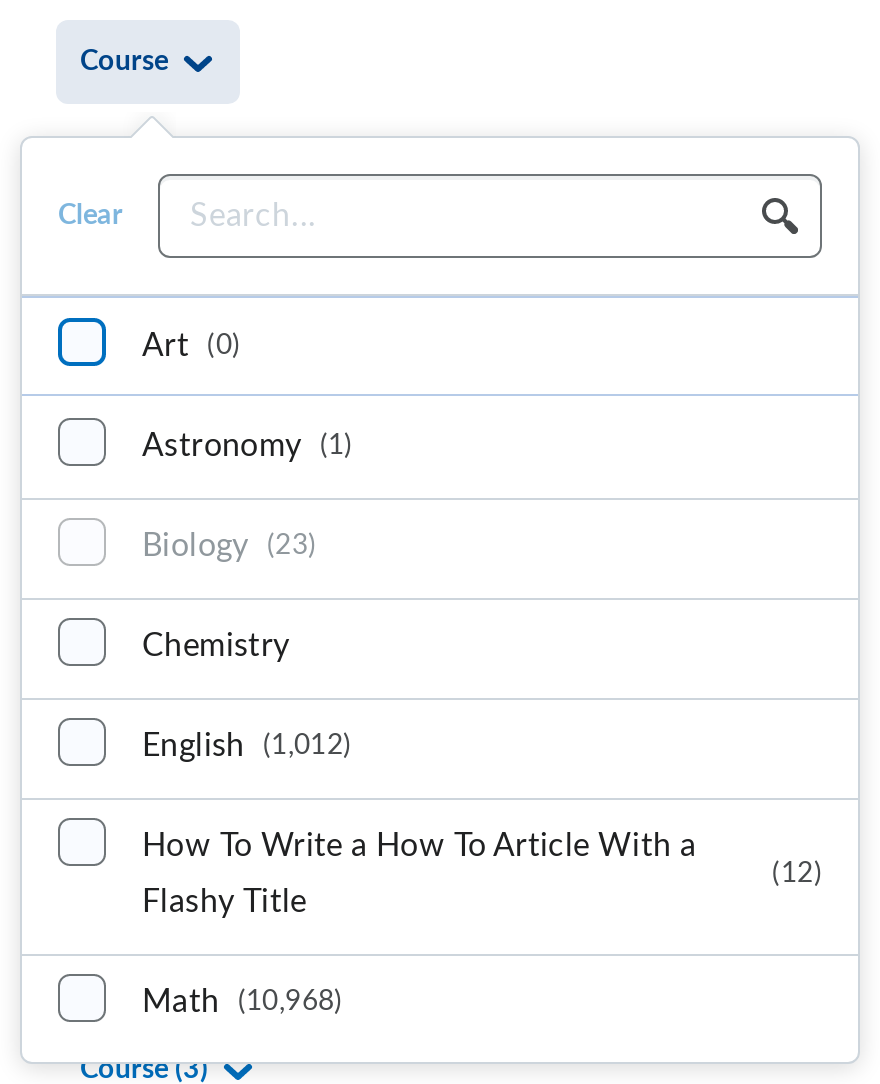 Course
Clear
Search...
Art (0)
Astronomy (1)
Biology (23)
Chemistry
English (1,012)
How To Write a How To Article With a
Flashy Title
(12)
Math (10,968)
Course (3)